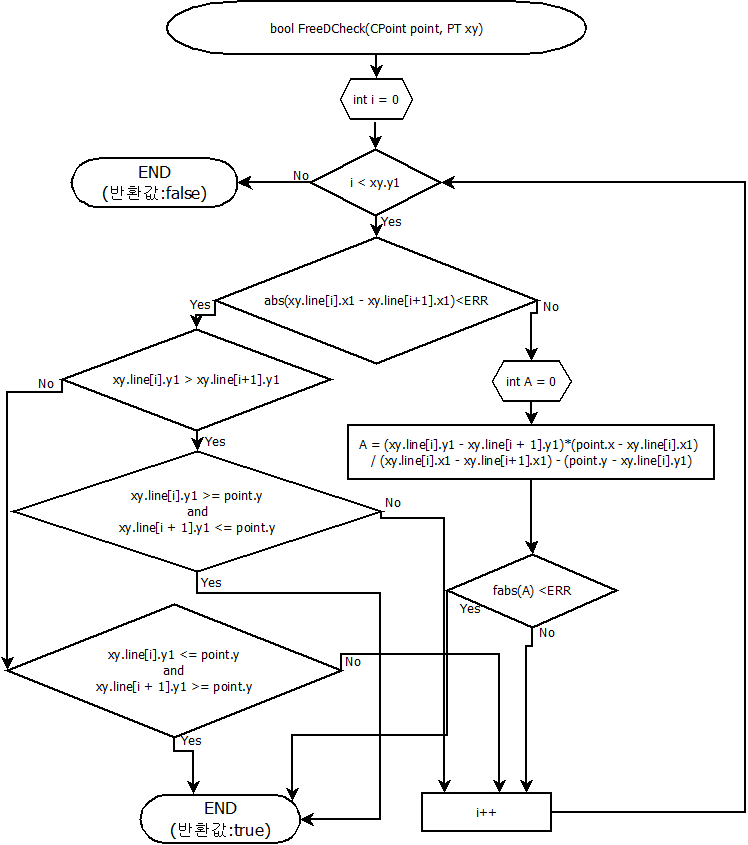 bool FreeDCheck(CPoint point, PT xy)
int i = 0
i < xy.y1
No
END
(반환값:false)
Yes
abs(xy.line[i].x1 - xy.line[i+1].x1)<ERR
Yes
No
xy.line[i].y1 > xy.line[i+1].y1
No
Yes
int A = 0
A = (xy.line[i].y1 - xy.line[i + 1].y1)*(point.x - xy.line[i].x1)
/ (xy.line[i].x1 - xy.line[i+1].x1) - (point.y - xy.line[i].y1)
xy.line[i].y1 >= point.y
and
xy.line[i + 1].y1 <= point.y
No
Yes
fabs(A) <ERR
Yes
No
xy.line[i].y1 <= point.y
and
xy.line[i + 1].y1 >= point.y
No
Yes
END
(반환값:true)
i++